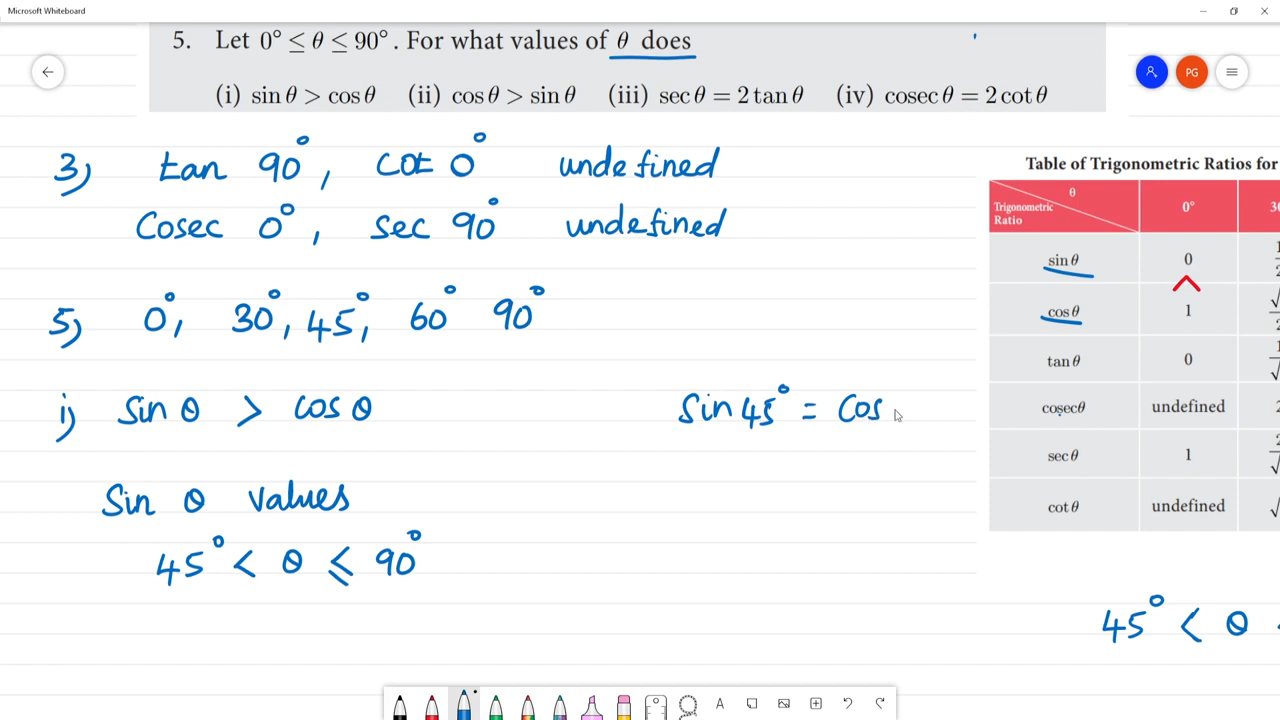 Microsoft Whiteboard
5. Let 0° ≤ θ ≤ 90°. For what values of θ does
(i) sin θ > cos θ (ii) cos θ > sin θ (iii) sec θ = 2 tan θ (iv) cosec θ = 2 cot θ
PG
3) tan 90°, cot 0° undefined
Cosec 0°, sec 90° undefined
5) 0°, 30°, 45°, 60° 90°
i) Sin θ > cos θ
Sin 45° = Cos
Sin θ values
45° < θ ≤ 90°
Table of Trigonometric Ratios for
θ
Trigonometric Ratio 0°
sin θ 0
cos θ 1
tan θ 0
cosec θ undefined
sec θ 1
cot θ undefined
45° < θ
A